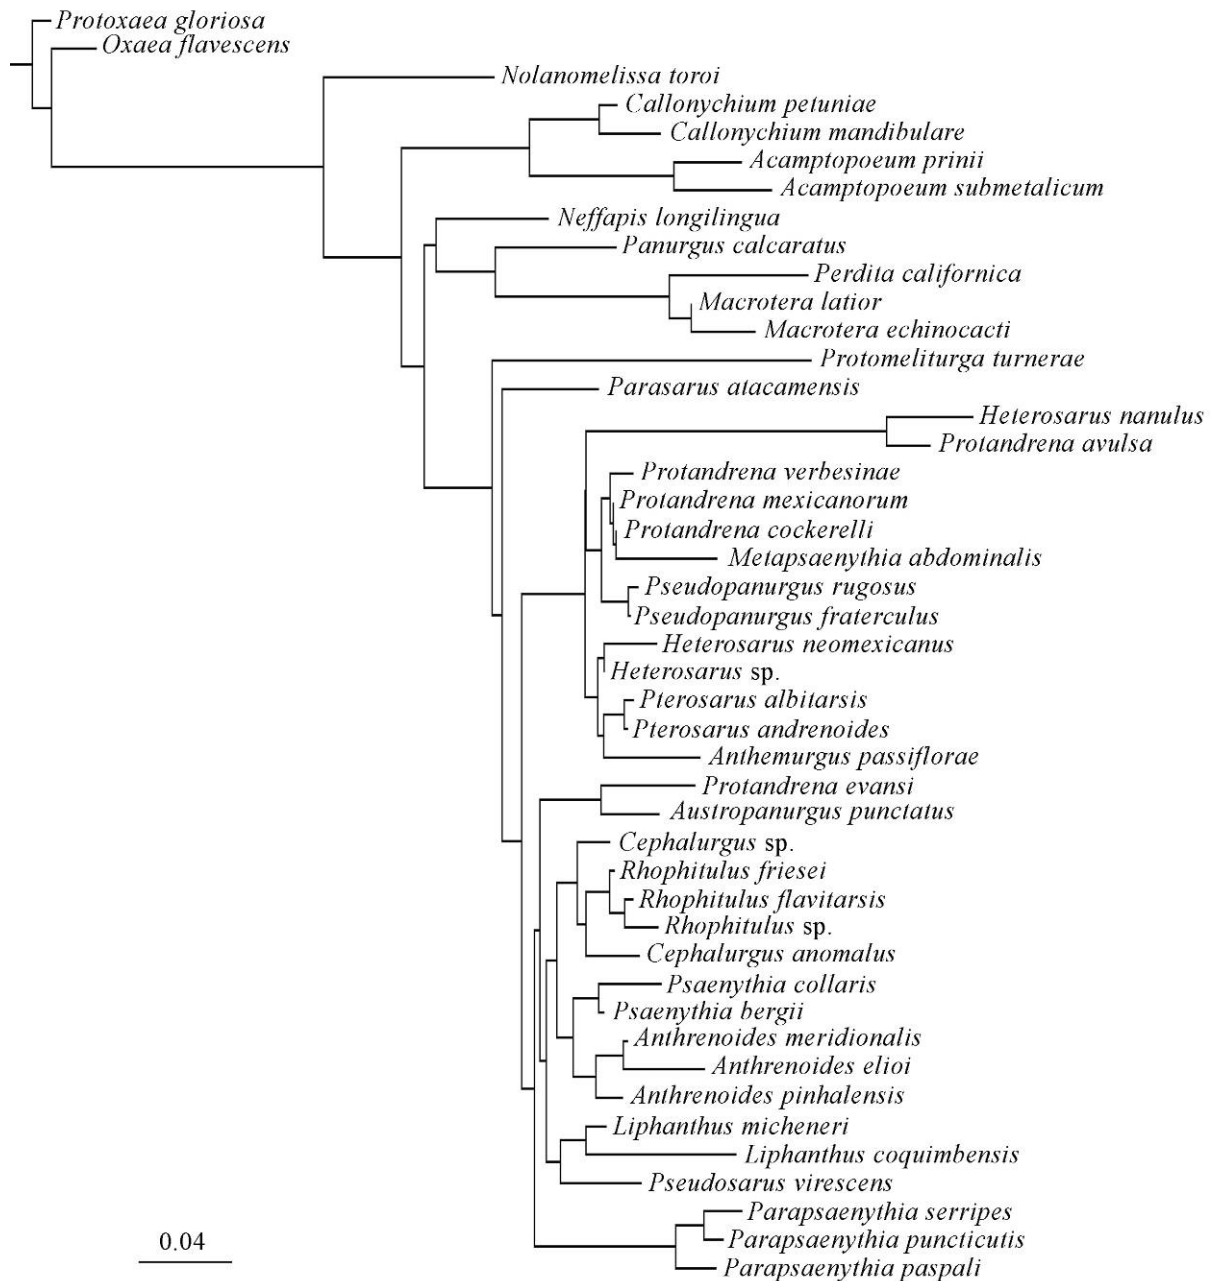 Protoxaea gloriosa
Oxaea flavescens
Nolanomelissa toroi
Callonychium petuniae
Callonychium mandibulare
Acamptopoeum prinii
Acamptopoeum submetalicum
Neffapis longilingua
Panurgus calcaratus
Perdita californica
Macrotera latior
Macrotera echinocacti
Protomeliturga turnerae
Parasarus atacamensis
Heterosarus nanulus
Protandrena avulsa
Protandrena verbesinae
Protandrena mexicanorum
Protandrena cockerelli
Metapsaenythia abdominalis
Pseudopanurgus rugosus
Pseudopanurgus fraterculus
Heterosarus neomexicanus
Heterosarus sp.
Pterosarus albitarsis
Pterosarus andrenoides
Anthemurgus passiflorae
Protandrena evansi
Austropanurgus punctatus
Cephalurgus sp.
Rhophitulus friesei
Rhophitulus flavitarsis
Rhophitulus sp.
Cephalurgus anomalus
Psaenythia collaris
Psaenythia bergii
Anthrenoides meridionalis
Anthrenoides elioi
Anthrenoides pinhalensis
Liphanthus micheneri
Liphanthus coquimbensis
Pseudosarus virescens
Parapsaenythia serripes
Parapsaenythia puncticutis
Parapsaenythia paspali
0.04